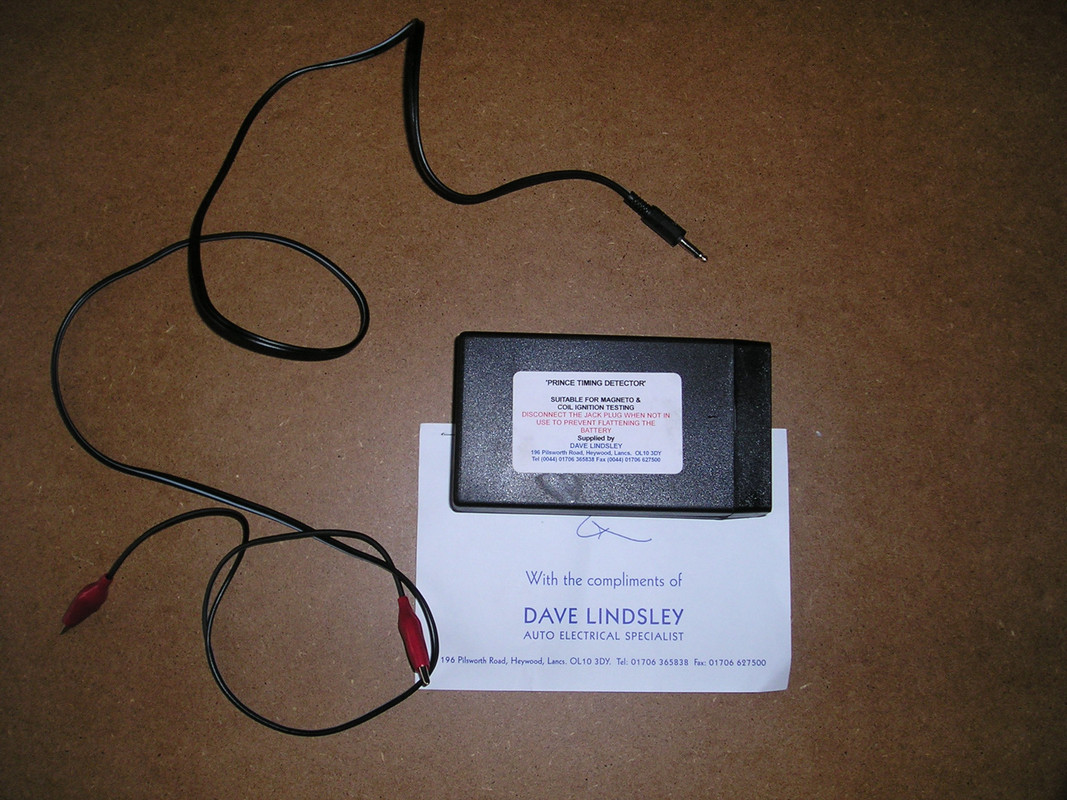 'PRINCE TIMING DETECTOR'
SUITABLE FOR MAGNETO &
COIL IGNITION TESTING
DISCONNECT THE JACK PLUG WHEN NOT IN
USE TO PREVENT FLATTENING THE
BATTERY
Supplied by
DAVE LINDSLEY
196 Pilsworth Road, Heywood, Lancs. OL10 3DY
Tel (0044) 01706 365838 Fax (0044) 01706 627500
With the compliments of
DAVE LINDSLEY
AUTO ELECTRICAL SPECIALIST
196 Pilsworth Road, Heywood, Lancs. OL10 3DY. Tel: 01706 365838 Fax: 01706 627500